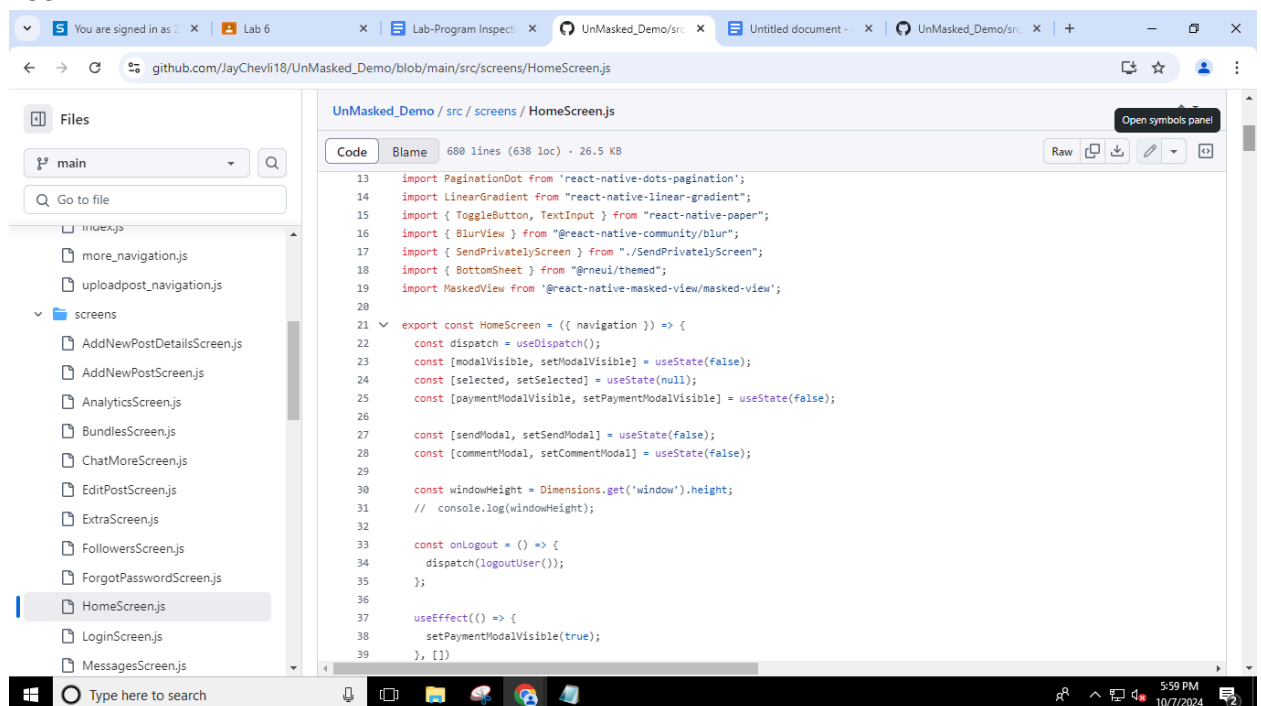 You are signed in as 2
Lab 6
Lab-Program Inspecti
UnMasked_Demo/src
Untitled document -
UnMasked_Demo/src
github.com/JayChevli18/UnMasked_Demo/blob/main/src/screens/HomeScreen.js
Files
main
Go to file
index.js
more_navigation.js
uploadpost_navigation.js
screens
AddNewPostDetailsScreen.js
AddNewPostScreen.js
AnalyticsScreen.js
BundlesScreen.js
ChatMoreScreen.js
EditPostScreen.js
ExtraScreen.js
FollowersScreen.js
ForgotPasswordScreen.js
HomeScreen.js
LoginScreen.js
MessagesScreen.js
UnMasked_Demo / src / screens / HomeScreen.js
Open symbols panel
Code Blame 680 lines (638 loc) · 26.5 KB
Raw
13 import PaginationDot from 'react-native-dots-pagination';
14 import LinearGradient from "react-native-linear-gradient";
15 import { ToggleButton, TextInput } from "react-native-paper";
16 import { BlurView } from "@react-native-community/blur";
17 import { SendPrivatelyScreen } from "./SendPrivatelyScreen";
18 import { BottomSheet } from "@rneui/themed";
19 import MaskedView from '@react-native-masked-view/masked-view';
20
21 export const HomeScreen = ({ navigation }) => {
22 const dispatch = useDispatch();
23 const [modalVisible, setModalVisible] = useState(false);
24 const [selected, setSelected] = useState(null);
25 const [paymentModalVisible, setPaymentModalVisible] = useState(false);
26
27 const [sendModal, setSendModal] = useState(false);
28 const [commentModal, setCommentModal] = useState(false);
29
30 const windowHeight = Dimensions.get('window').height;
31 // console.log(windowHeight);
32
33 const onLogout = () => {
34 dispatch(logoutUser());
35 };
36
37 useEffect(() => {
38 setPaymentModalVisible(true);
39 }, [])
Type here to search
5:59 PM
10/7/2024
2